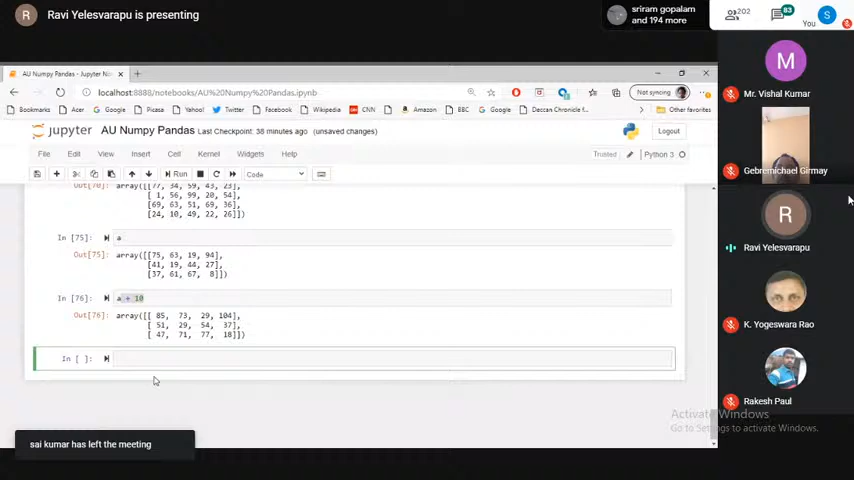 R Ravi Yelesvarapu is presenting
sriram gopalam
and 194 more
202
83
You
S
AU Numpy Pandas - Jupyter No
localhost:8888/notebooks/AU%20Numpy%20Pandas.ipynb
Not syncing
Bookmarks Acer Google Picasa Yahoo! Twitter Google Facebook Wikipedia CNN Amazon BBC Google Deccan Chronicle f... Other favorites
jupyter AU Numpy Pandas Last Checkpoint: 38 minutes ago (unsaved changes)
Logout
File Edit View Insert Cell Kernel Widgets Help
Trusted Python 3
Run Code
Out[70]: array([[77, 34, 59, 43, 23],
[ 1, 56, 99, 20, 54],
[69, 63, 51, 69, 36],
[24, 10, 49, 22, 26]])
In [75]: a
Out[75]: array([[75, 63, 19, 94],
[41, 19, 44, 27],
[37, 61, 67, 8]])
In [76]: a + 10
Out[76]: array([[ 85, 73, 29, 104],
[ 51, 29, 54, 37],
[ 47, 71, 77, 18]])
In [ ]:
M
Mr. Vishal Kumar
Gebremichael Girmay
R
Ravi Yelesvarapu
K. Yogeswara Rao
Rakesh Paul
Activate Windows
Go to Settings to activate Windows.
sai kumar has left the meeting